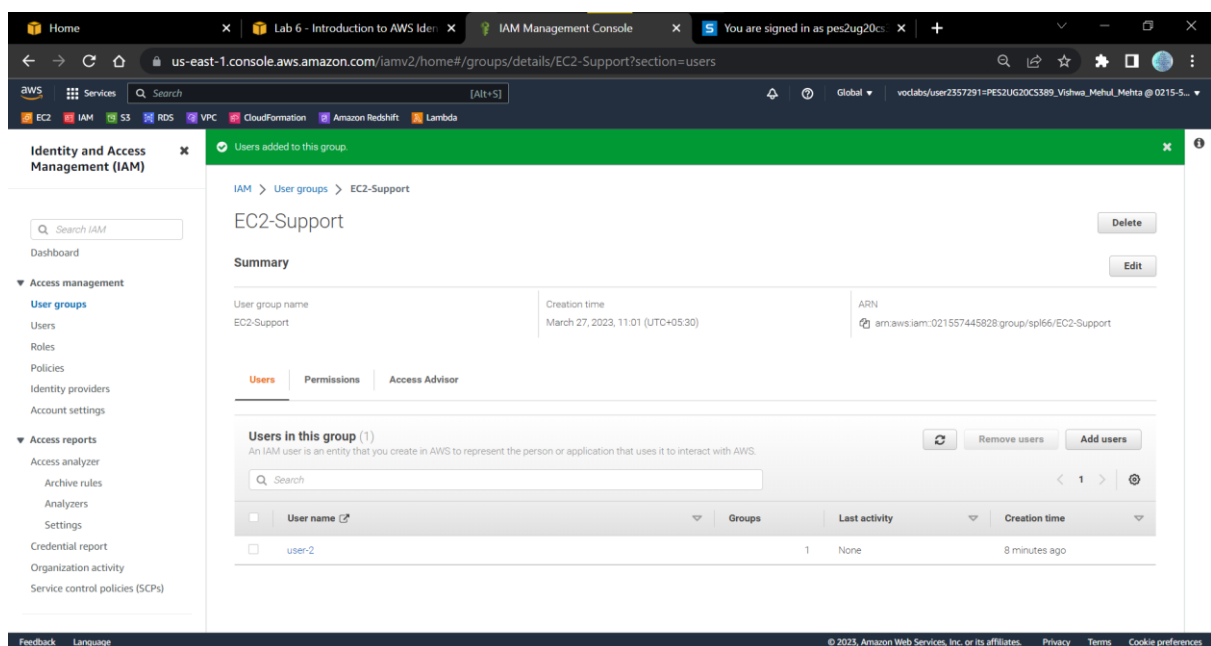 Home
Lab 6 - Introduction to AWS Iden
IAM Management Console
You are signed in as pes2ug20cs
us-east-1.console.aws.amazon.com/iamv2/home#/groups/details/EC2-Support?section=users
aws
Services
Search
[Alt+S]
Global
voclabs/user2357291=PES2UG20CS389_Vishwa_Mehul_Mehta @ 0215-5...
EC2 IAM S3 RDS VPC CloudFormation Amazon Redshift Lambda
Identity and Access
Management (IAM)
Search IAM
Dashboard
Access management
User groups
Users
Roles
Policies
Identity providers
Account settings
Access reports
Access analyzer
Archive rules
Analyzers
Settings
Credential report
Organization activity
Service control policies (SCPs)
Users added to this group.
IAM > User groups > EC2-Support
EC2-Support
Delete
Summary
Edit
User group name
EC2-Support
Creation time
March 27, 2023, 11:01 (UTC+05:30)
ARN
arn:aws:iam::021557445828:group/spl66/EC2-Support
Users Permissions Access Advisor
Users in this group (1)
An IAM user is an entity that you create in AWS to represent the person or application that uses it to interact with AWS.
Remove users
Add users
Search
1
User name Groups Last activity Creation time
user-2 1 None 8 minutes ago
Feedback Language
© 2023, Amazon Web Services, Inc. or its affiliates. Privacy Terms Cookie preferences